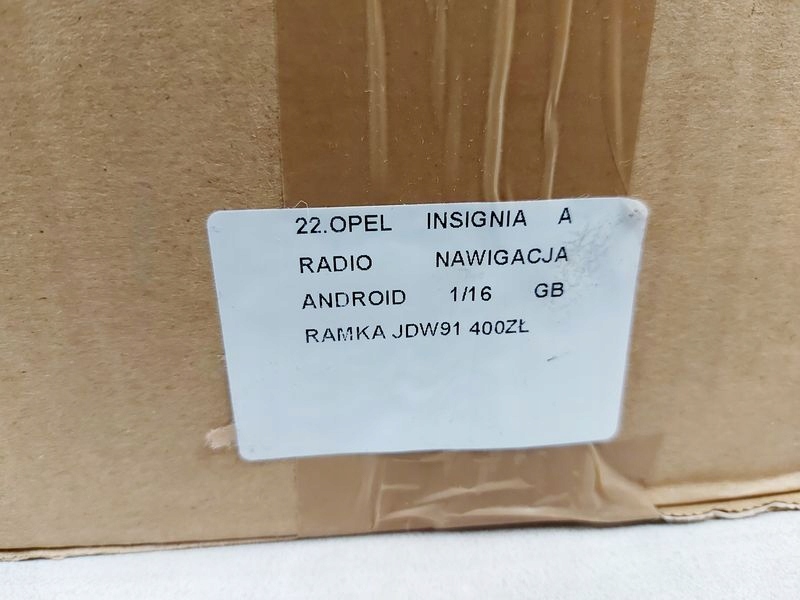 22.OPEL INSIGNIA A
RADIO NAWIGACJA
ANDROID 1/16 GB
RAMKA JDW91 400ZŁ